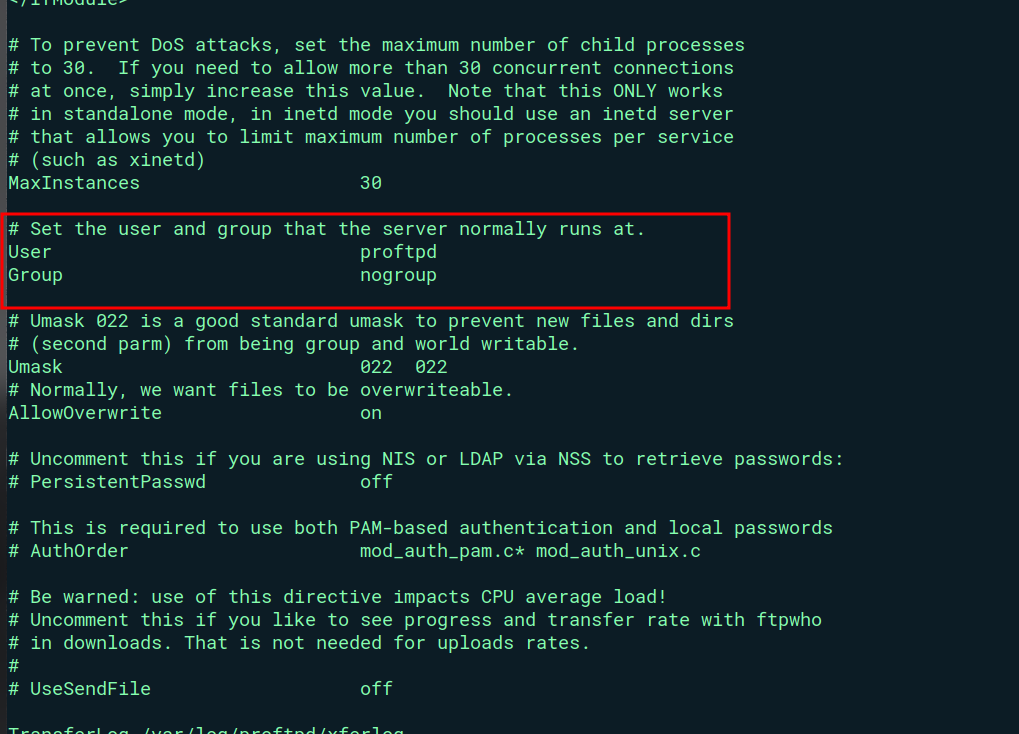 </IfModule>
# To prevent DoS attacks, set the maximum number of child processes
# to 30.  If you need to allow more than 30 concurrent connections
# at once, simply increase this value.  Note that this ONLY works
# in standalone mode, in inetd mode you should use an inetd server
# that allows you to limit maximum number of processes per service
# (such as xinetd)
MaxInstances                    30
# Set the user and group that the server normally runs at.
User                            proftpd
Group                           nogroup
# Umask 022 is a good standard umask to prevent new files and dirs
# (second parm) from being group and world writable.
Umask                           022  022
# Normally, we want files to be overwriteable.
AllowOverwrite                  on
# Uncomment this if you are using NIS or LDAP via NSS to retrieve passwords:
# PersistentPasswd              off
# This is required to use both PAM-based authentication and local passwords
# AuthOrder                     mod_auth_pam.c* mod_auth_unix.c
# Be warned: use of this directive impacts CPU average load!
# Uncomment this if you like to see progress and transfer rate with ftpwho
# in downloads. That is not needed for uploads rates.
#
# UseSendFile                   off
TransferLog /var/log/proftpd/xferlog